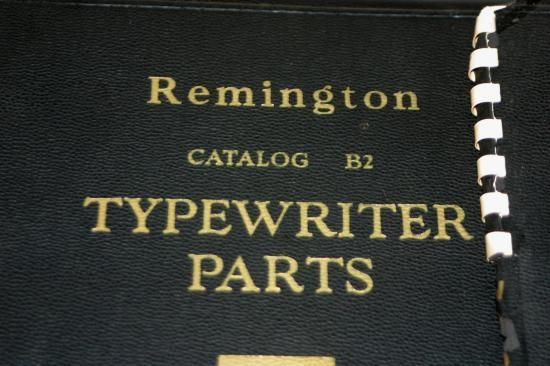 Remington
CATALOG B2
TYPEWRITER
PARTS